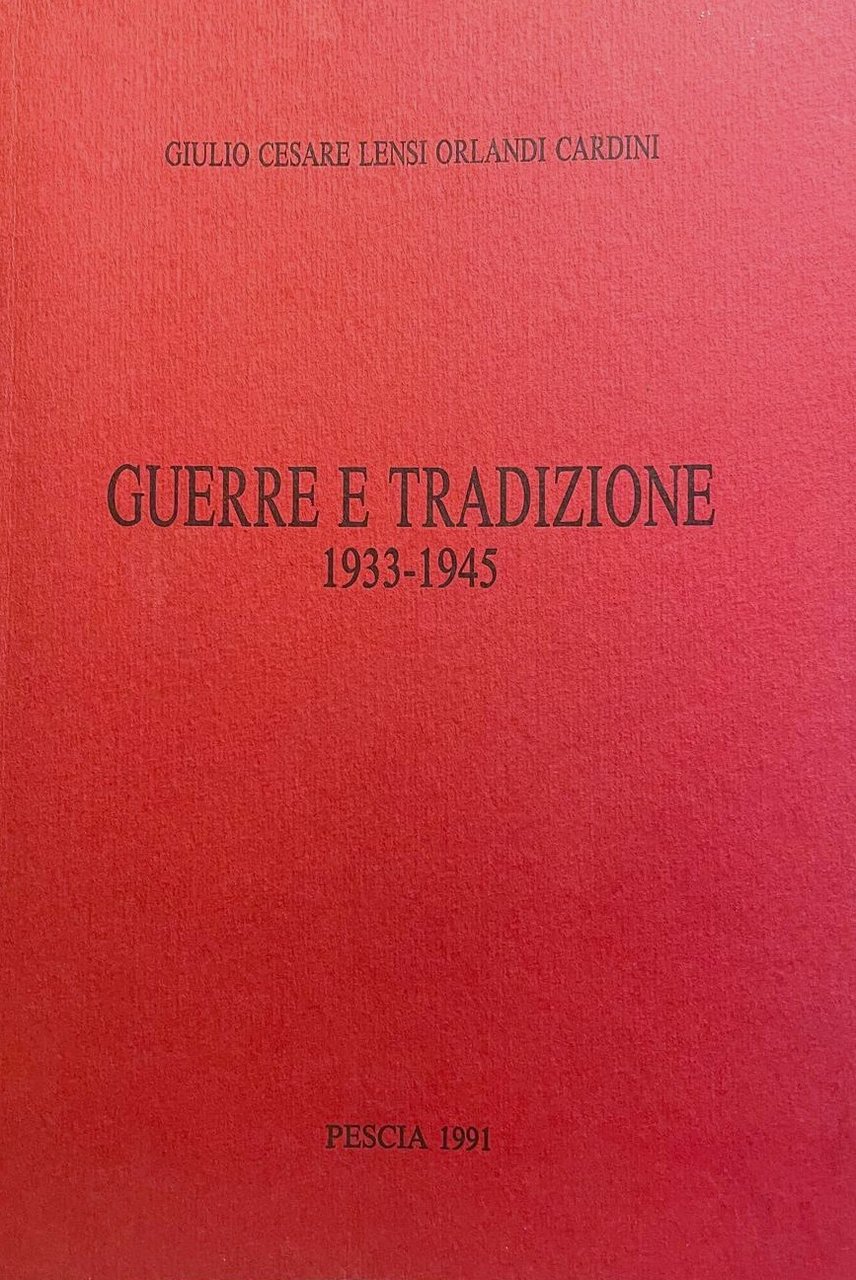 GIULIO CESARE LENSI ORLANDI CARDINI
GUERRE E TRADIZIONE
1933-1945
PESCIA 1991